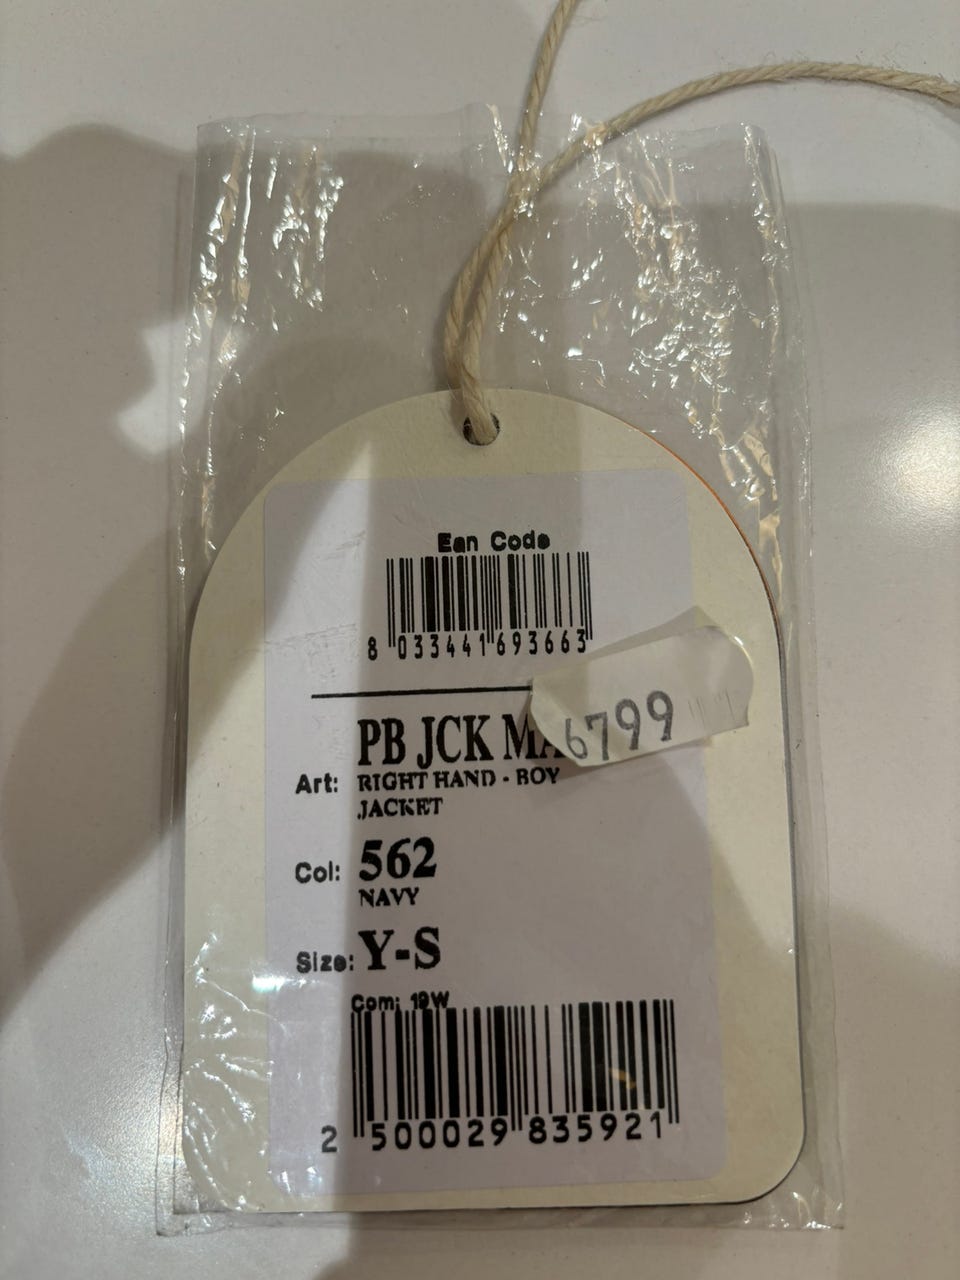 Ean Code
8 033441 693663
6799
PB JCK
Art: RIGHT HAND - BOY
JACKET
Col: 562
NAVY
Size: Y-S
Com: 19W
2 500029 835921